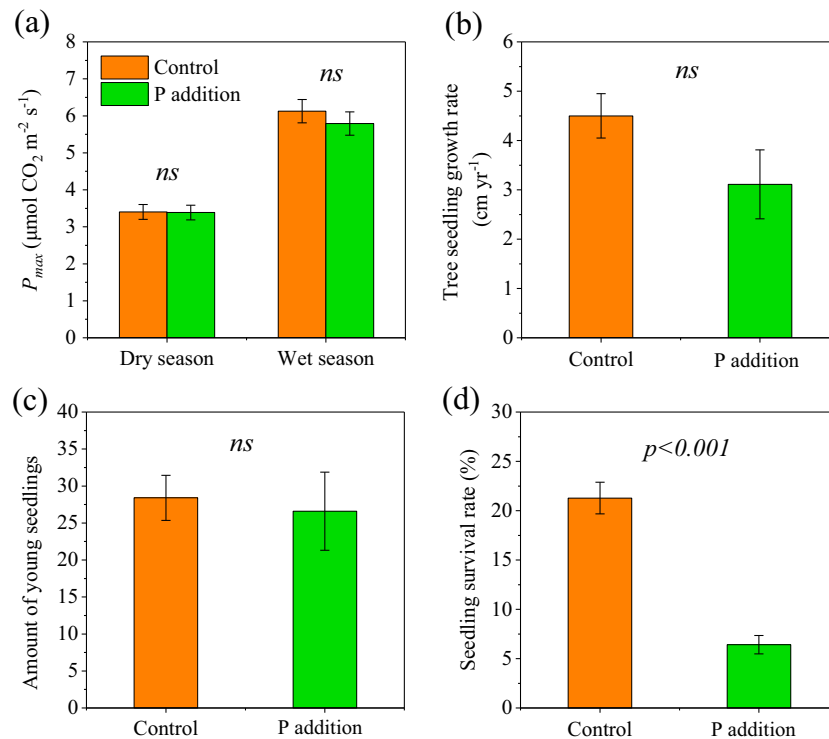 (a)
8
7
6
5
4
3
2
1
0
P_max (μmol CO₂ m⁻² s⁻¹)
Control
P addition
ns
ns
Dry season
Wet season
(b)
6
5
4
3
2
1
0
Tree seedling growth rate
(cm yr⁻¹)
ns
Control
P addition
(c)
40
35
30
25
20
15
10
5
0
Amount of young seedlings
ns
Control
P addition
(d)
30
25
20
15
10
5
0
Seedling survival rate (%)
p<0.001
Control
P addition